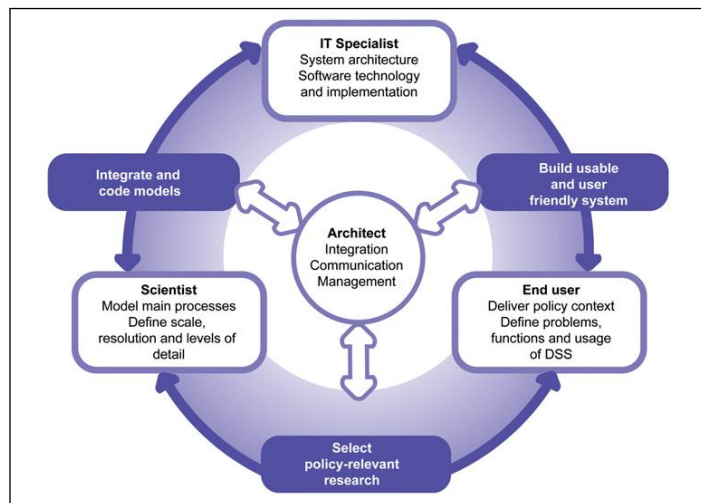 IT Specialist
System architecture
Software technology
and implementation
Integrate and
code models
Build usable
and user
friendly system
Architect
Integration
Communication
Management
Scientist
Model main processes
Define scale,
resolution and levels of
detail
End user
Deliver policy context
Define problems,
functions and usage
of DSS
Select
policy-relevant
research